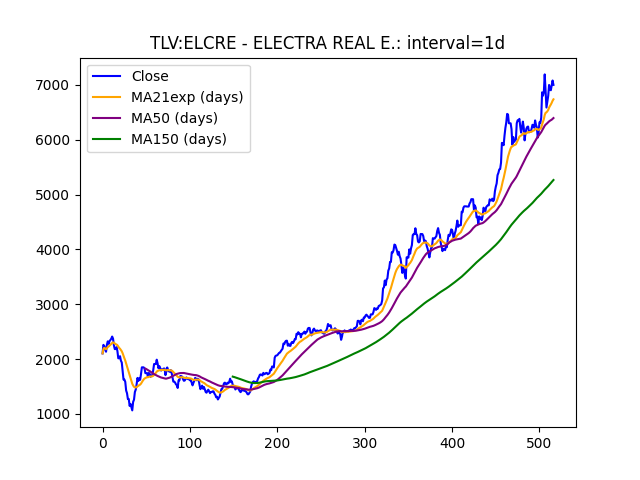 TLV:ELCRE - ELECTRA REAL E.: interval=1d
Close
MA21exp (days)
MA50 (days)
MA150 (days)
7000
6000
5000
4000
3000
2000
1000
0 100 200 300 400 500